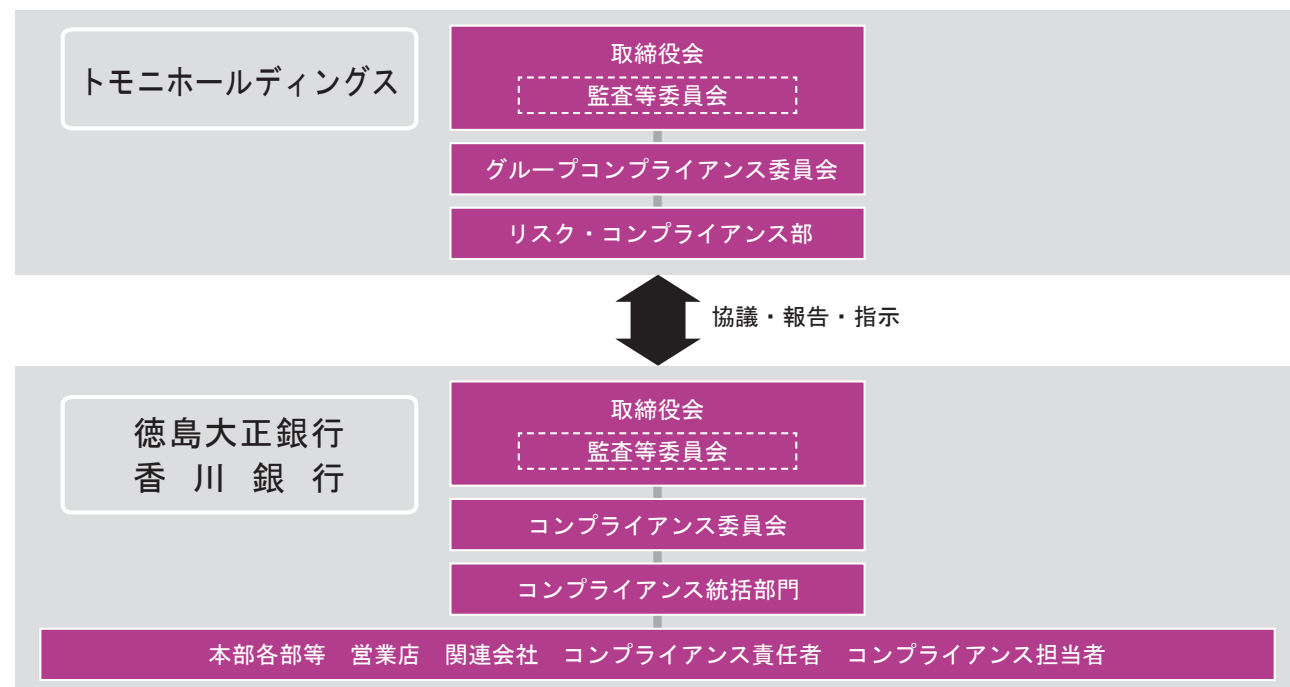 トモニホールディングス
取締役会
監査等委員会
グループコンプライアンス委員会
リスク・コンプライアンス部
協議・報告・指示
徳島大正銀行
香川銀行
取締役会
監査等委員会
コンプライアンス委員会
コンプライアンス統括部門
本部各部等　営業店　関連会社　コンプライアンス責任者　コンプライアンス担当者